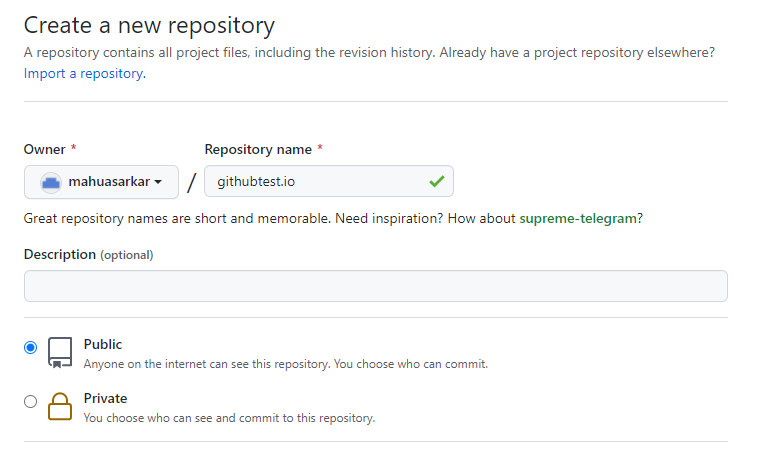 Create a new repository
A repository contains all project files, including the revision history. Already have a project repository elsewhere?
Import a repository.
Owner * Repository name *
mahuasarkar / githubtest.io
Great repository names are short and memorable. Need inspiration? How about supreme-telegram?
Description (optional)
Public
Anyone on the internet can see this repository. You choose who can commit.
Private
You choose who can see and commit to this repository.